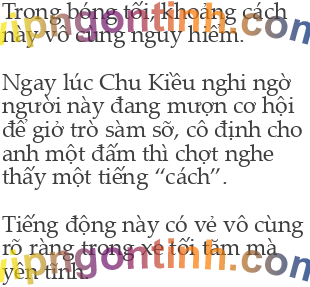 Trong bóng tối, khoảng cách
này vô cùng nguy hiểm.
Ngay lúc Chu Kiều nghi ngờ
người này đang mượn cơ hội
để giở trò sàm sỡ, cô định cho
anh một đấm thì chợt nghe
thấy một tiếng “cách”.
Tiếng động này có vẻ vô cùng
rõ ràng trong xe tối tăm mà
yên tĩnh.